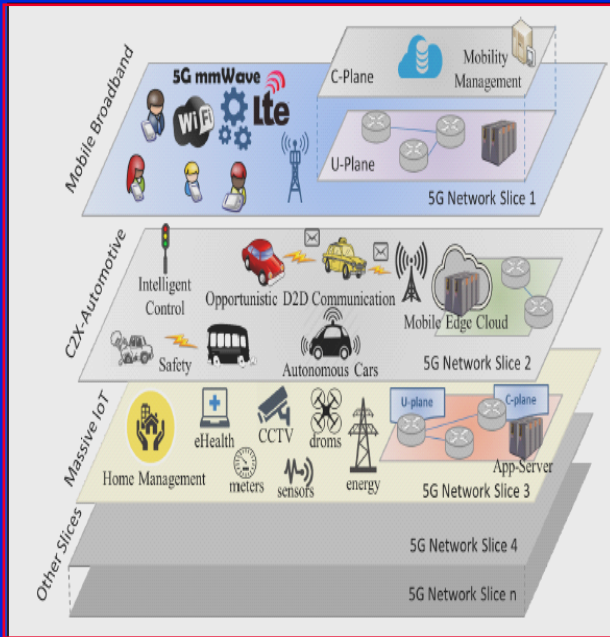 Mobile Broadband
5G mmWave
WiFi
Lte
C-Plane
Mobility
Management
U-Plane
5G Network Slice 1
C2X-Automotive
Intelligent
Control
Opportunistic D2D Communication
Mobile Edge Cloud
Safety
Autonomous Cars
5G Network Slice 2
Massive IoT
Home Management
eHealth
CCTV
droms
meters
sensors
energy
U-plane
C-plane
App-Server
5G Network Slice 3
Other Slices
5G Network Slice 4
5G Network Slice n